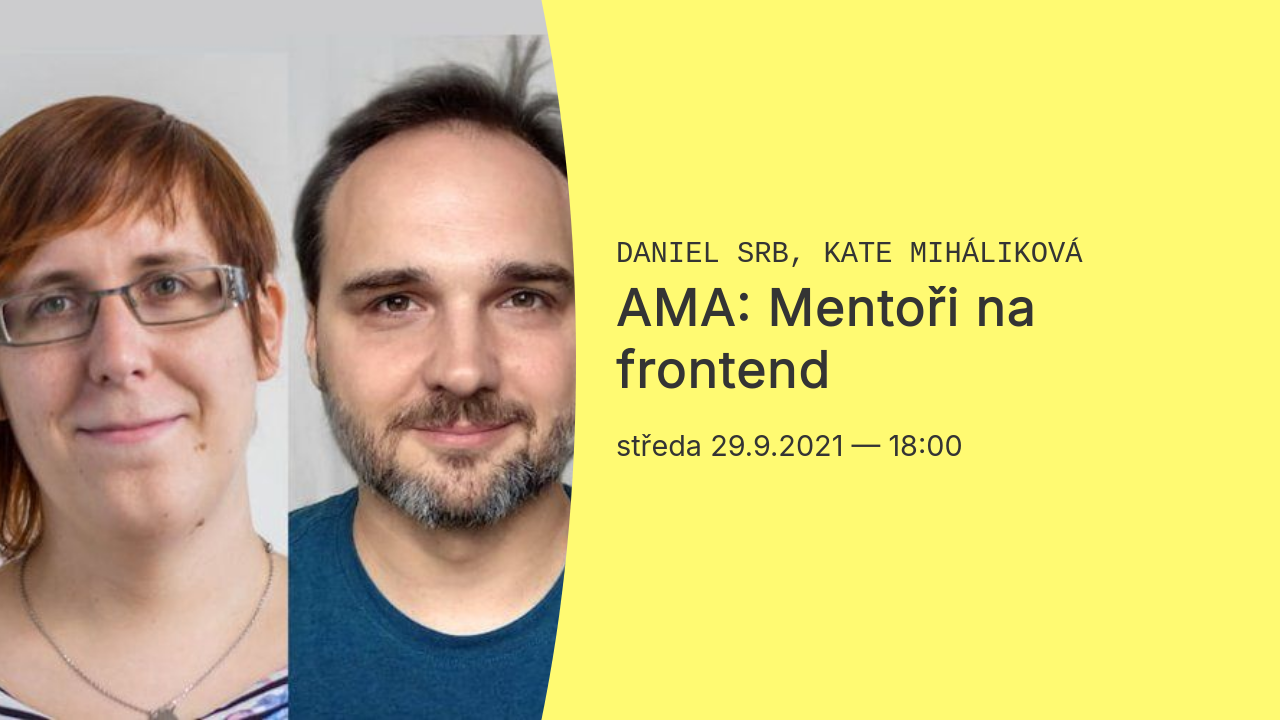 DANIEL SRB, KATE MIHÁLIKOVÁ
AMA: Mentoři na
frontend
středa 29.9.2021 — 18:00